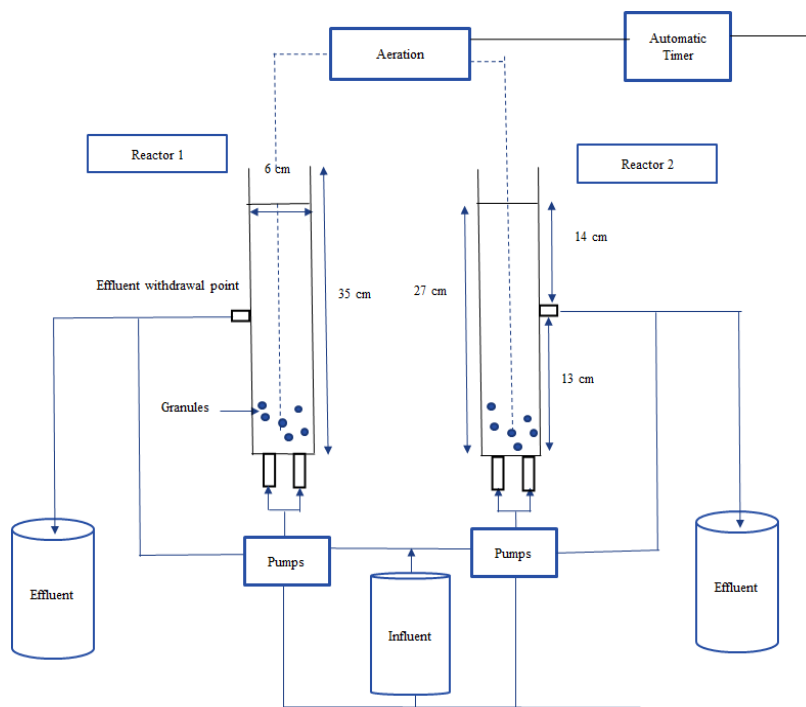 Aeration
Automatic
Timer
Reactor 1
Reactor 2
6 cm
14 cm
Effluent withdrawal point
35 cm
27 cm
13 cm
Granules
Pumps
Pumps
Effluent
Influent
Effluent